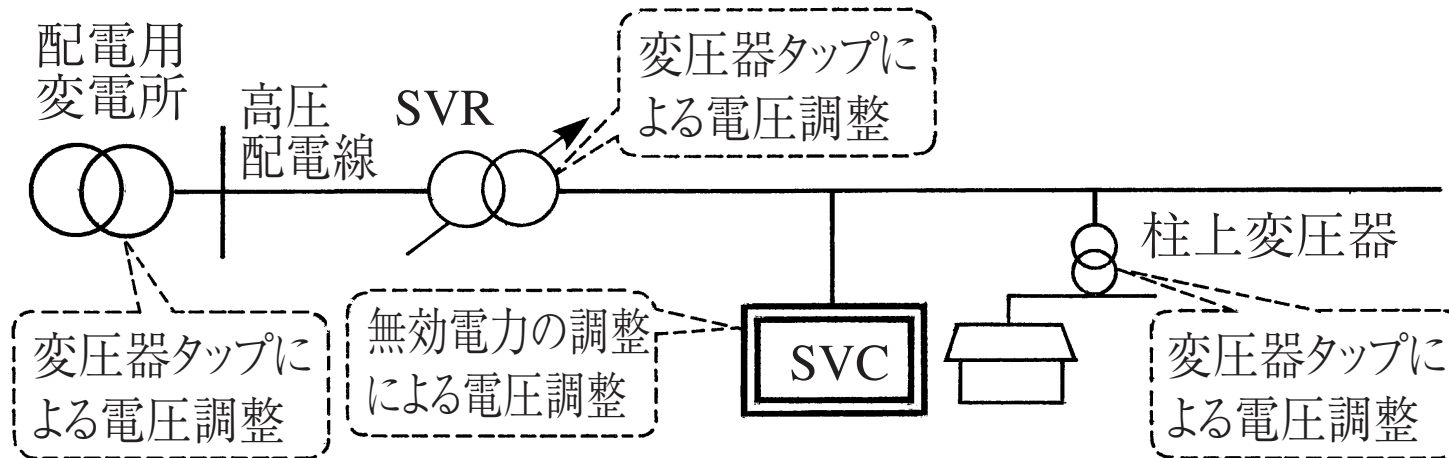 配電用
変電所
高圧
配電線
SVR
変圧器タップに
よる電圧調整
柱上変圧器
変圧器タップに
よる電圧調整
無効電力の調整
による電圧調整
SVC
変圧器タップに
よる電圧調整